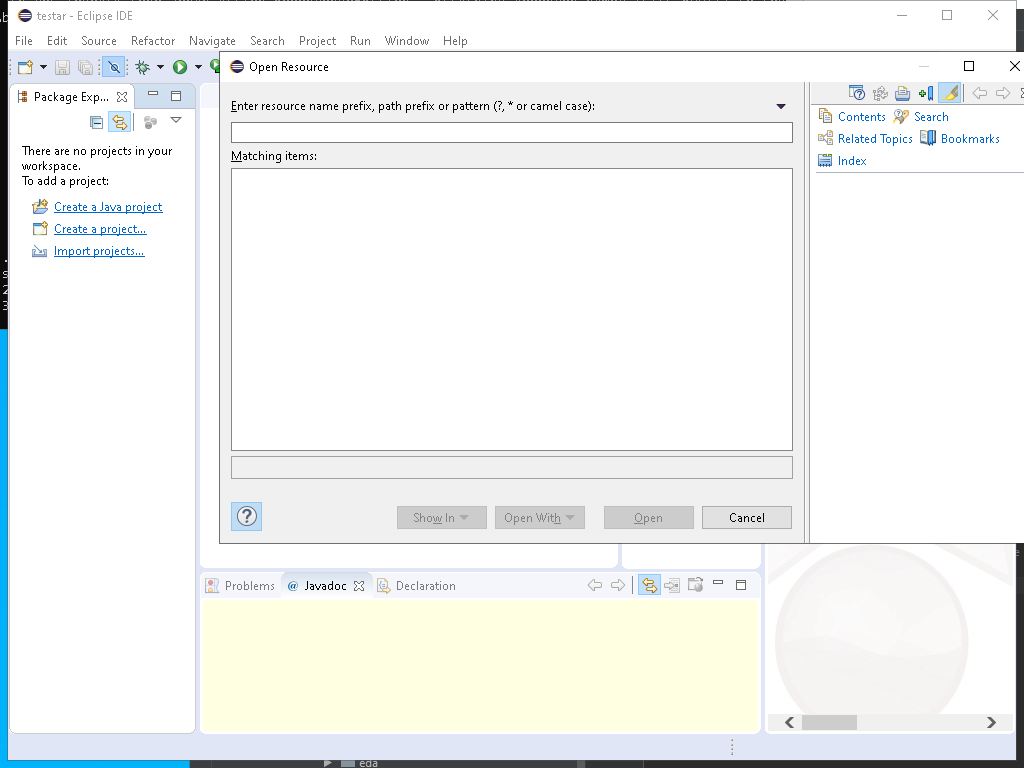 testar - Eclipse IDE
File Edit Source Refactor Navigate Search Project Run Window Help
Open Resource
Package Exp...
Enter resource name prefix, path prefix or pattern (?, * or camel case):
Matching items:
Contents Search
Related Topics Bookmarks
Index
There are no projects in your
workspace.
To add a project:
Create a Java project
Create a project...
Import projects...
Show In Open With Open Cancel
Problems @ Javadoc Declaration
eda